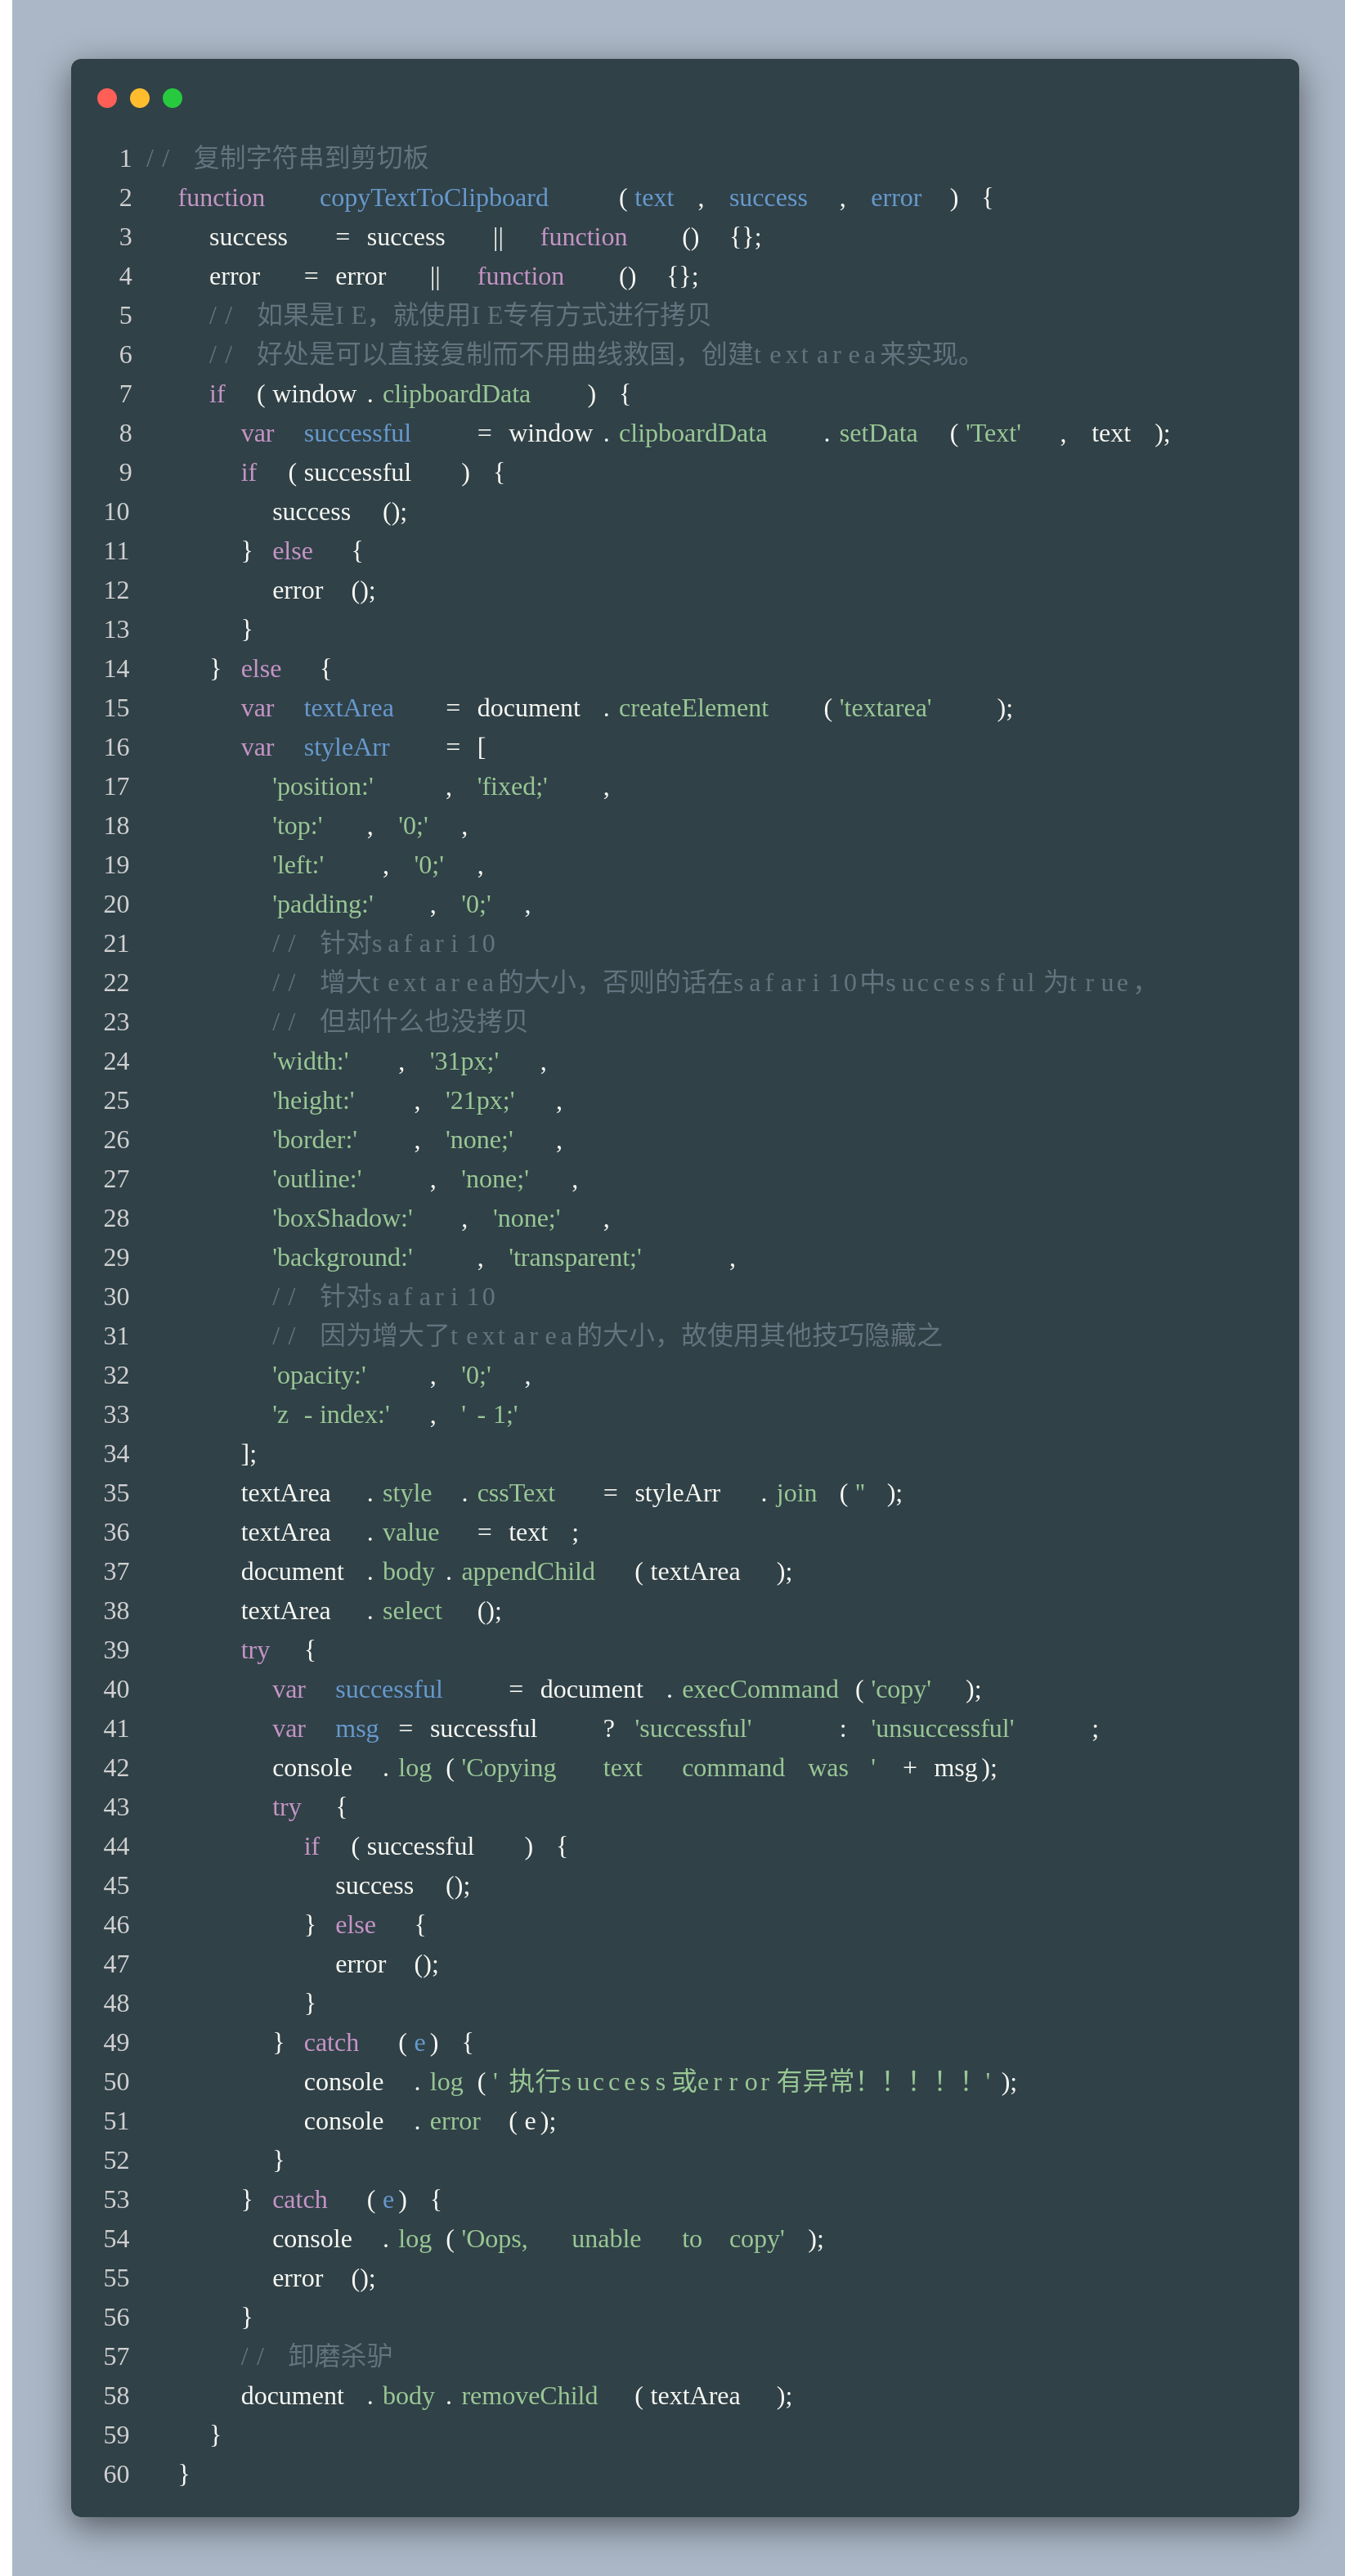 1 // 复制字符串到剪切板
2 function copyTextToClipboard(text, success, error) {
3 success = success || function () {};
4 error = error || function () {};
5 // 如果是IE，就使用IE专有方式进行拷贝
6 // 好处是可以直接复制而不用曲线救国，创建textarea来实现。
7 if (window.clipboardData) {
8 var successful = window.clipboardData.setData('Text', text);
9 if (successful) {
10 success();
11 } else {
12 error();
13 }
14 } else {
15 var textArea = document.createElement('textarea');
16 var styleArr = [
17 'position:', 'fixed;',
18 'top:', '0;',
19 'left:', '0;',
20 'padding:', '0;',
21 // 针对safari10
22 // 增大textarea的大小，否则的话在safari10中successful为true，
23 // 但却什么也没拷贝
24 'width:', '31px;',
25 'height:', '21px;',
26 'border:', 'none;',
27 'outline:', 'none;',
28 'boxShadow:', 'none;',
29 'background:', 'transparent;',
30 // 针对safari10
31 // 因为增大了textarea的大小，故使用其他技巧隐藏之
32 'opacity:', '0;',
33 'z-index:', '-1;'
34 ];
35 textArea.style.cssText = styleArr.join('');
36 textArea.value = text;
37 document.body.appendChild(textArea);
38 textArea.select();
39 try {
40 var successful = document.execCommand('copy');
41 var msg = successful ? 'successful' : 'unsuccessful';
42 console.log('Copying text command was ' + msg);
43 try {
44 if (successful) {
45 success();
46 } else {
47 error();
48 }
49 } catch (e) {
50 console.log('执行success或error有异常！！！！！');
51 console.error(e);
52 }
53 } catch (e) {
54 console.log('Oops, unable to copy');
55 error();
56 }
57 // 卸磨杀驴
58 document.body.removeChild(textArea);
59 }
60 }